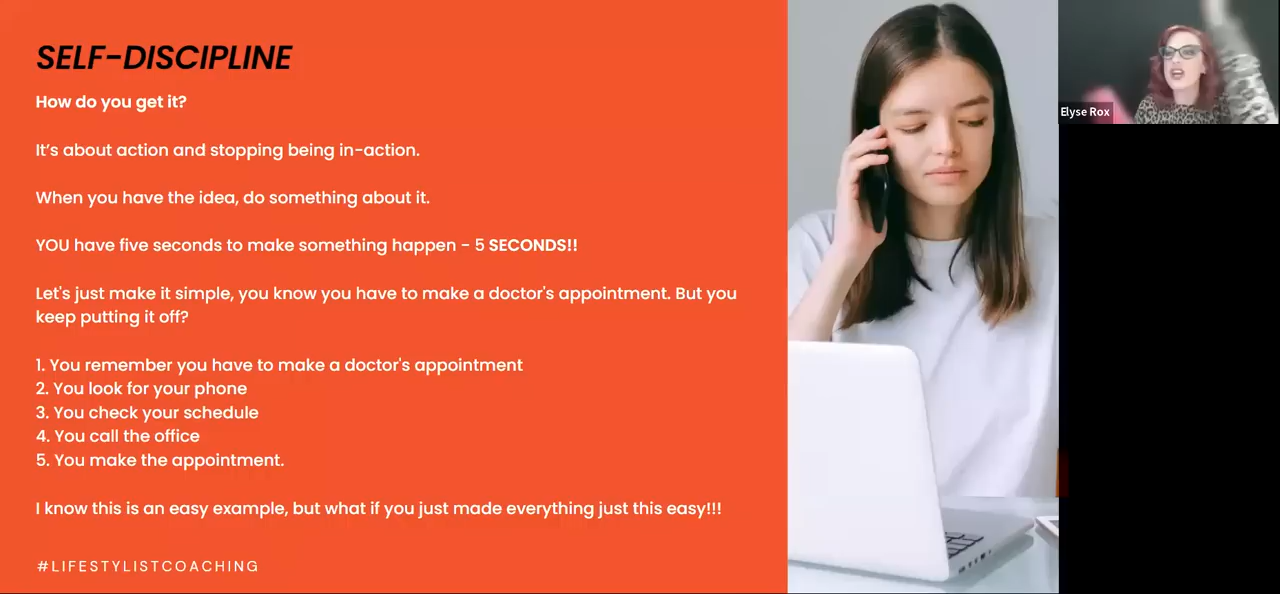 SELF-DISCIPLINE
How do you get it?
It's about action and stopping being in-action.
When you have the idea, do something about it.
YOU have five seconds to make something happen - 5 SECONDS!!
Let's just make it simple, you know you have to make a doctor's appointment. But you
keep putting it off?
1. You remember you have to make a doctor's appointment
2. You look for your phone
3. You check your schedule
4. You call the office
5. You make the appointment.
I know this is an easy example, but what if you just made everything just this easy!!!
#LIFESTYLISTCOACHING
Elyse Rox